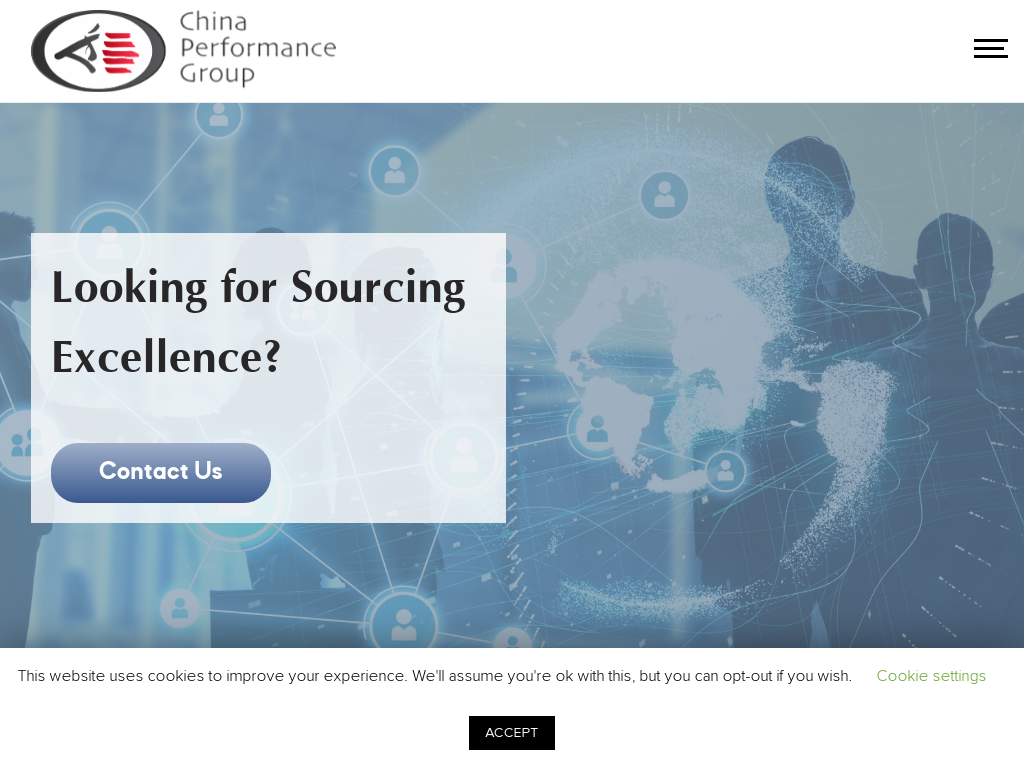 China
Performance
Group
Looking for Sourcing
Excellence?
Contact Us
This website uses cookies to improve your experience. We'll assume you're ok with this, but you can opt-out if you wish. Cookie settings
ACCEPT